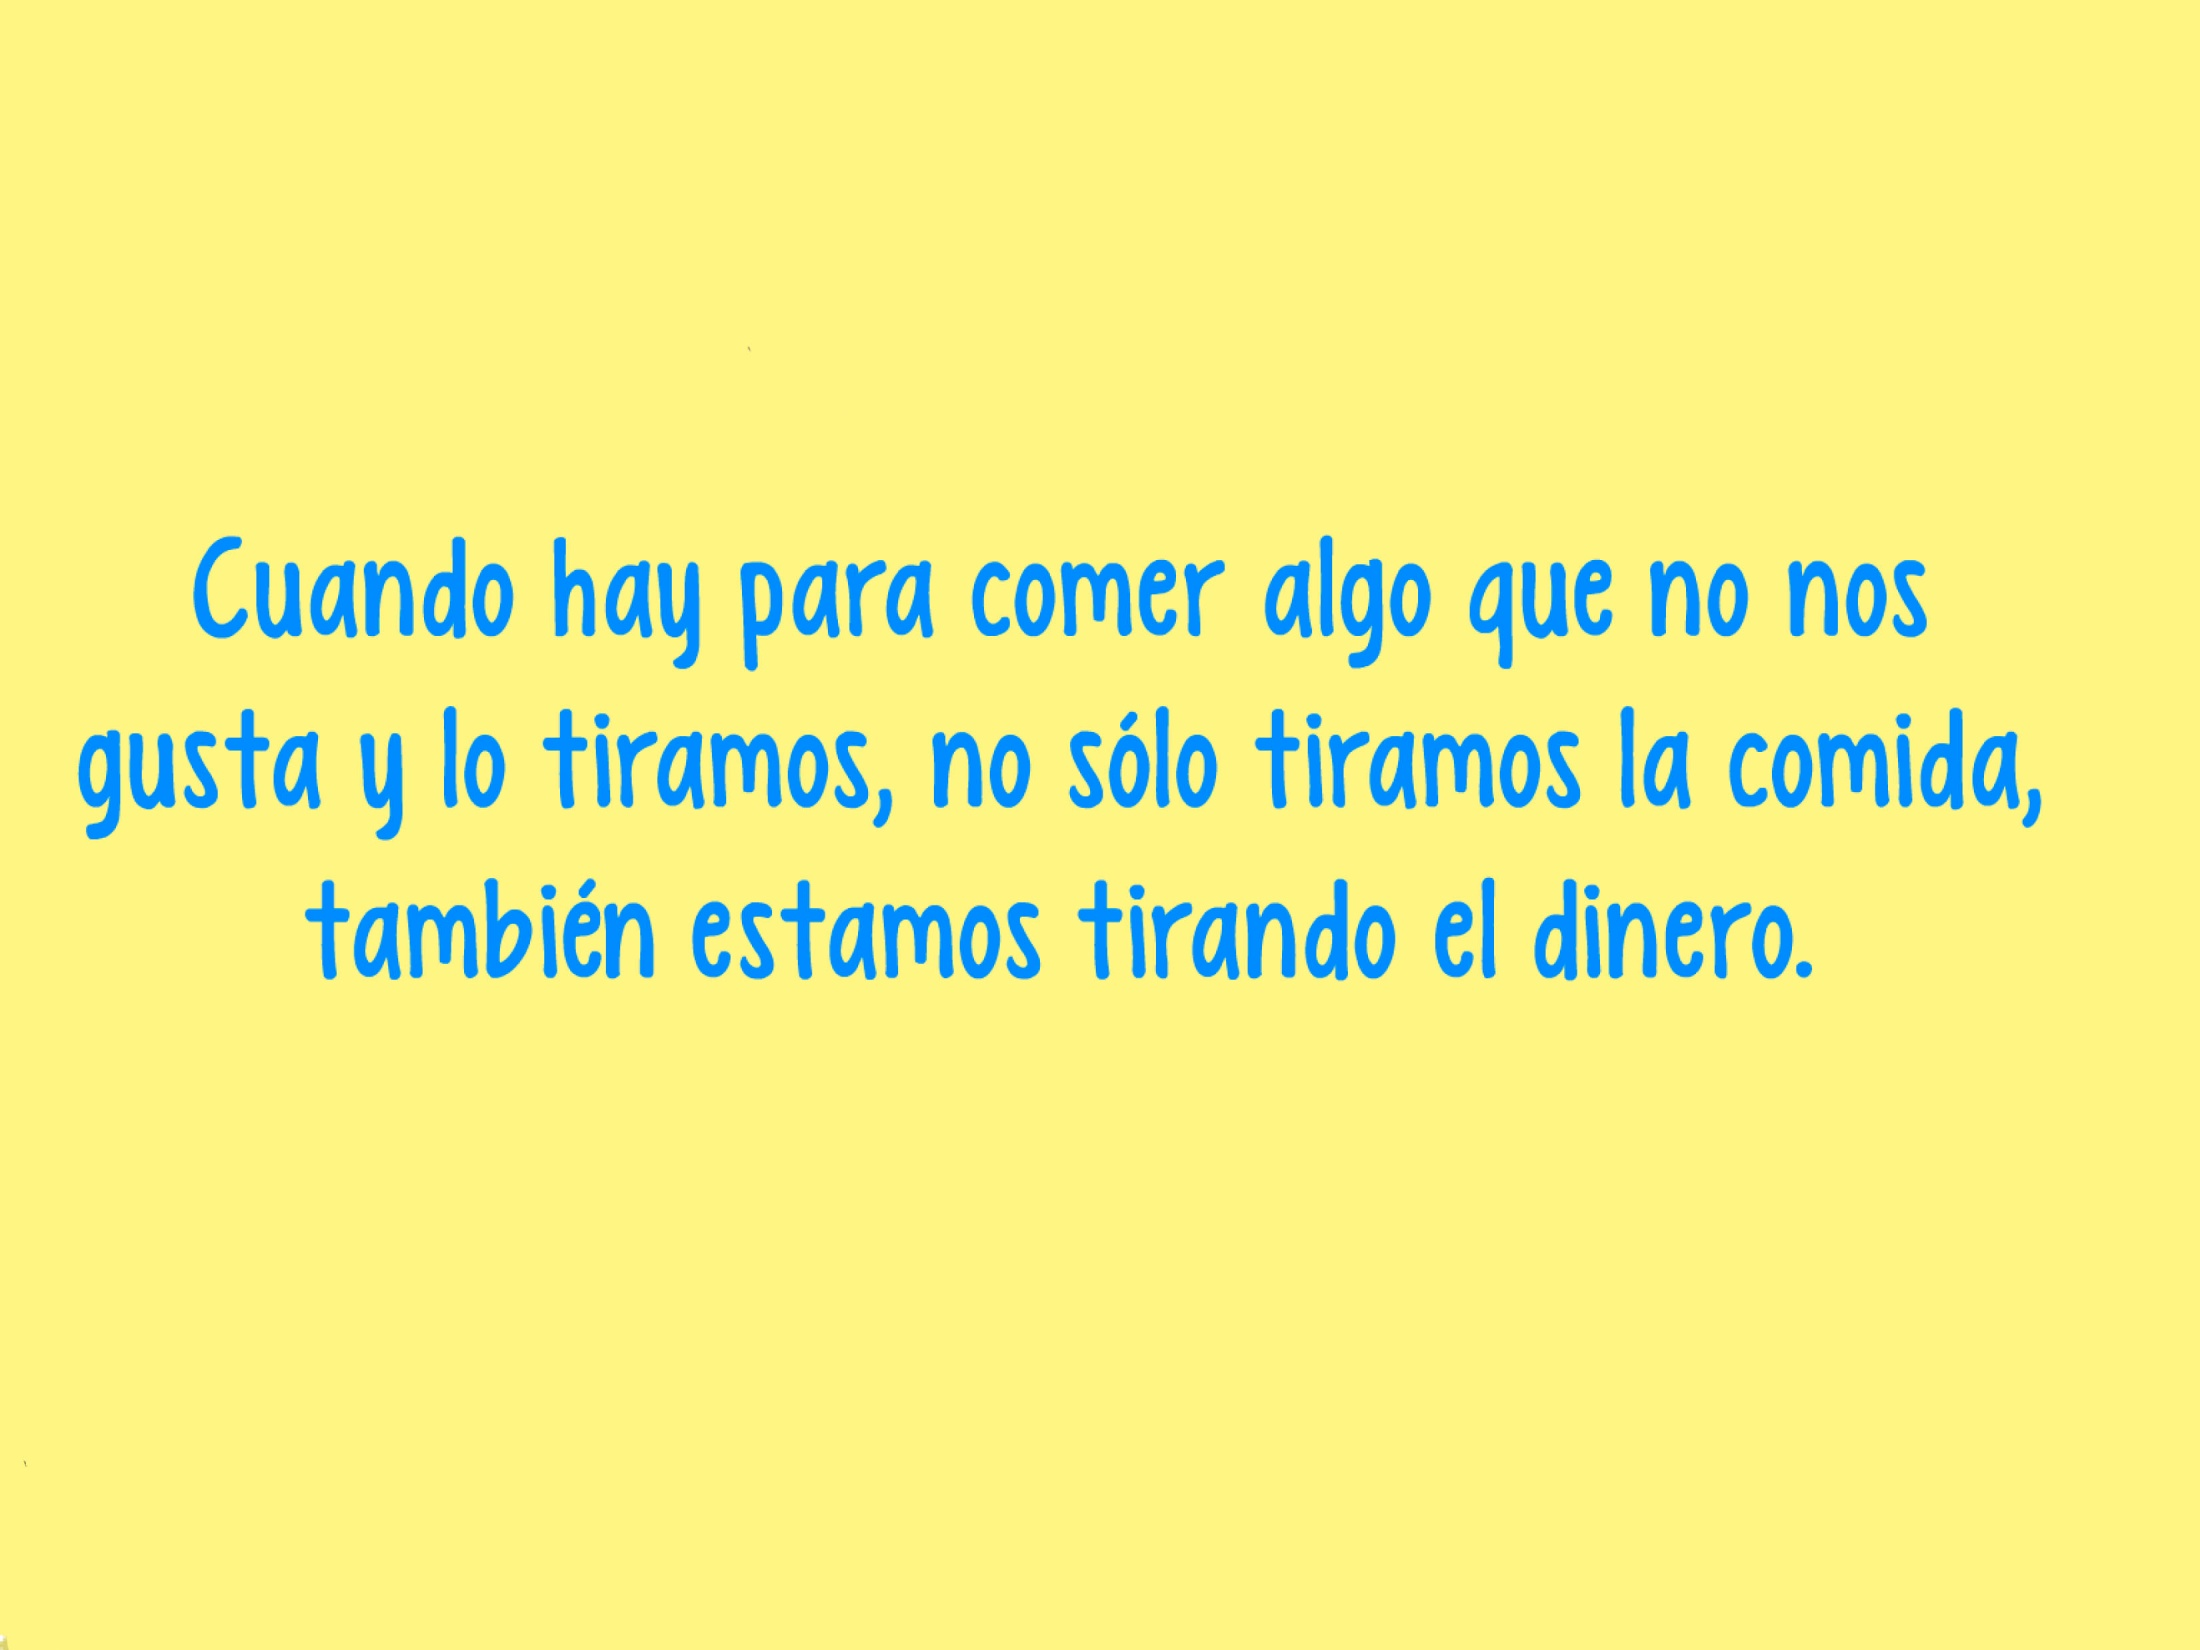 Cuando hay para comer algo que no nos
gusta y lo tiramos, no sólo tiramos la comida,
también estamos tirando el dinero.